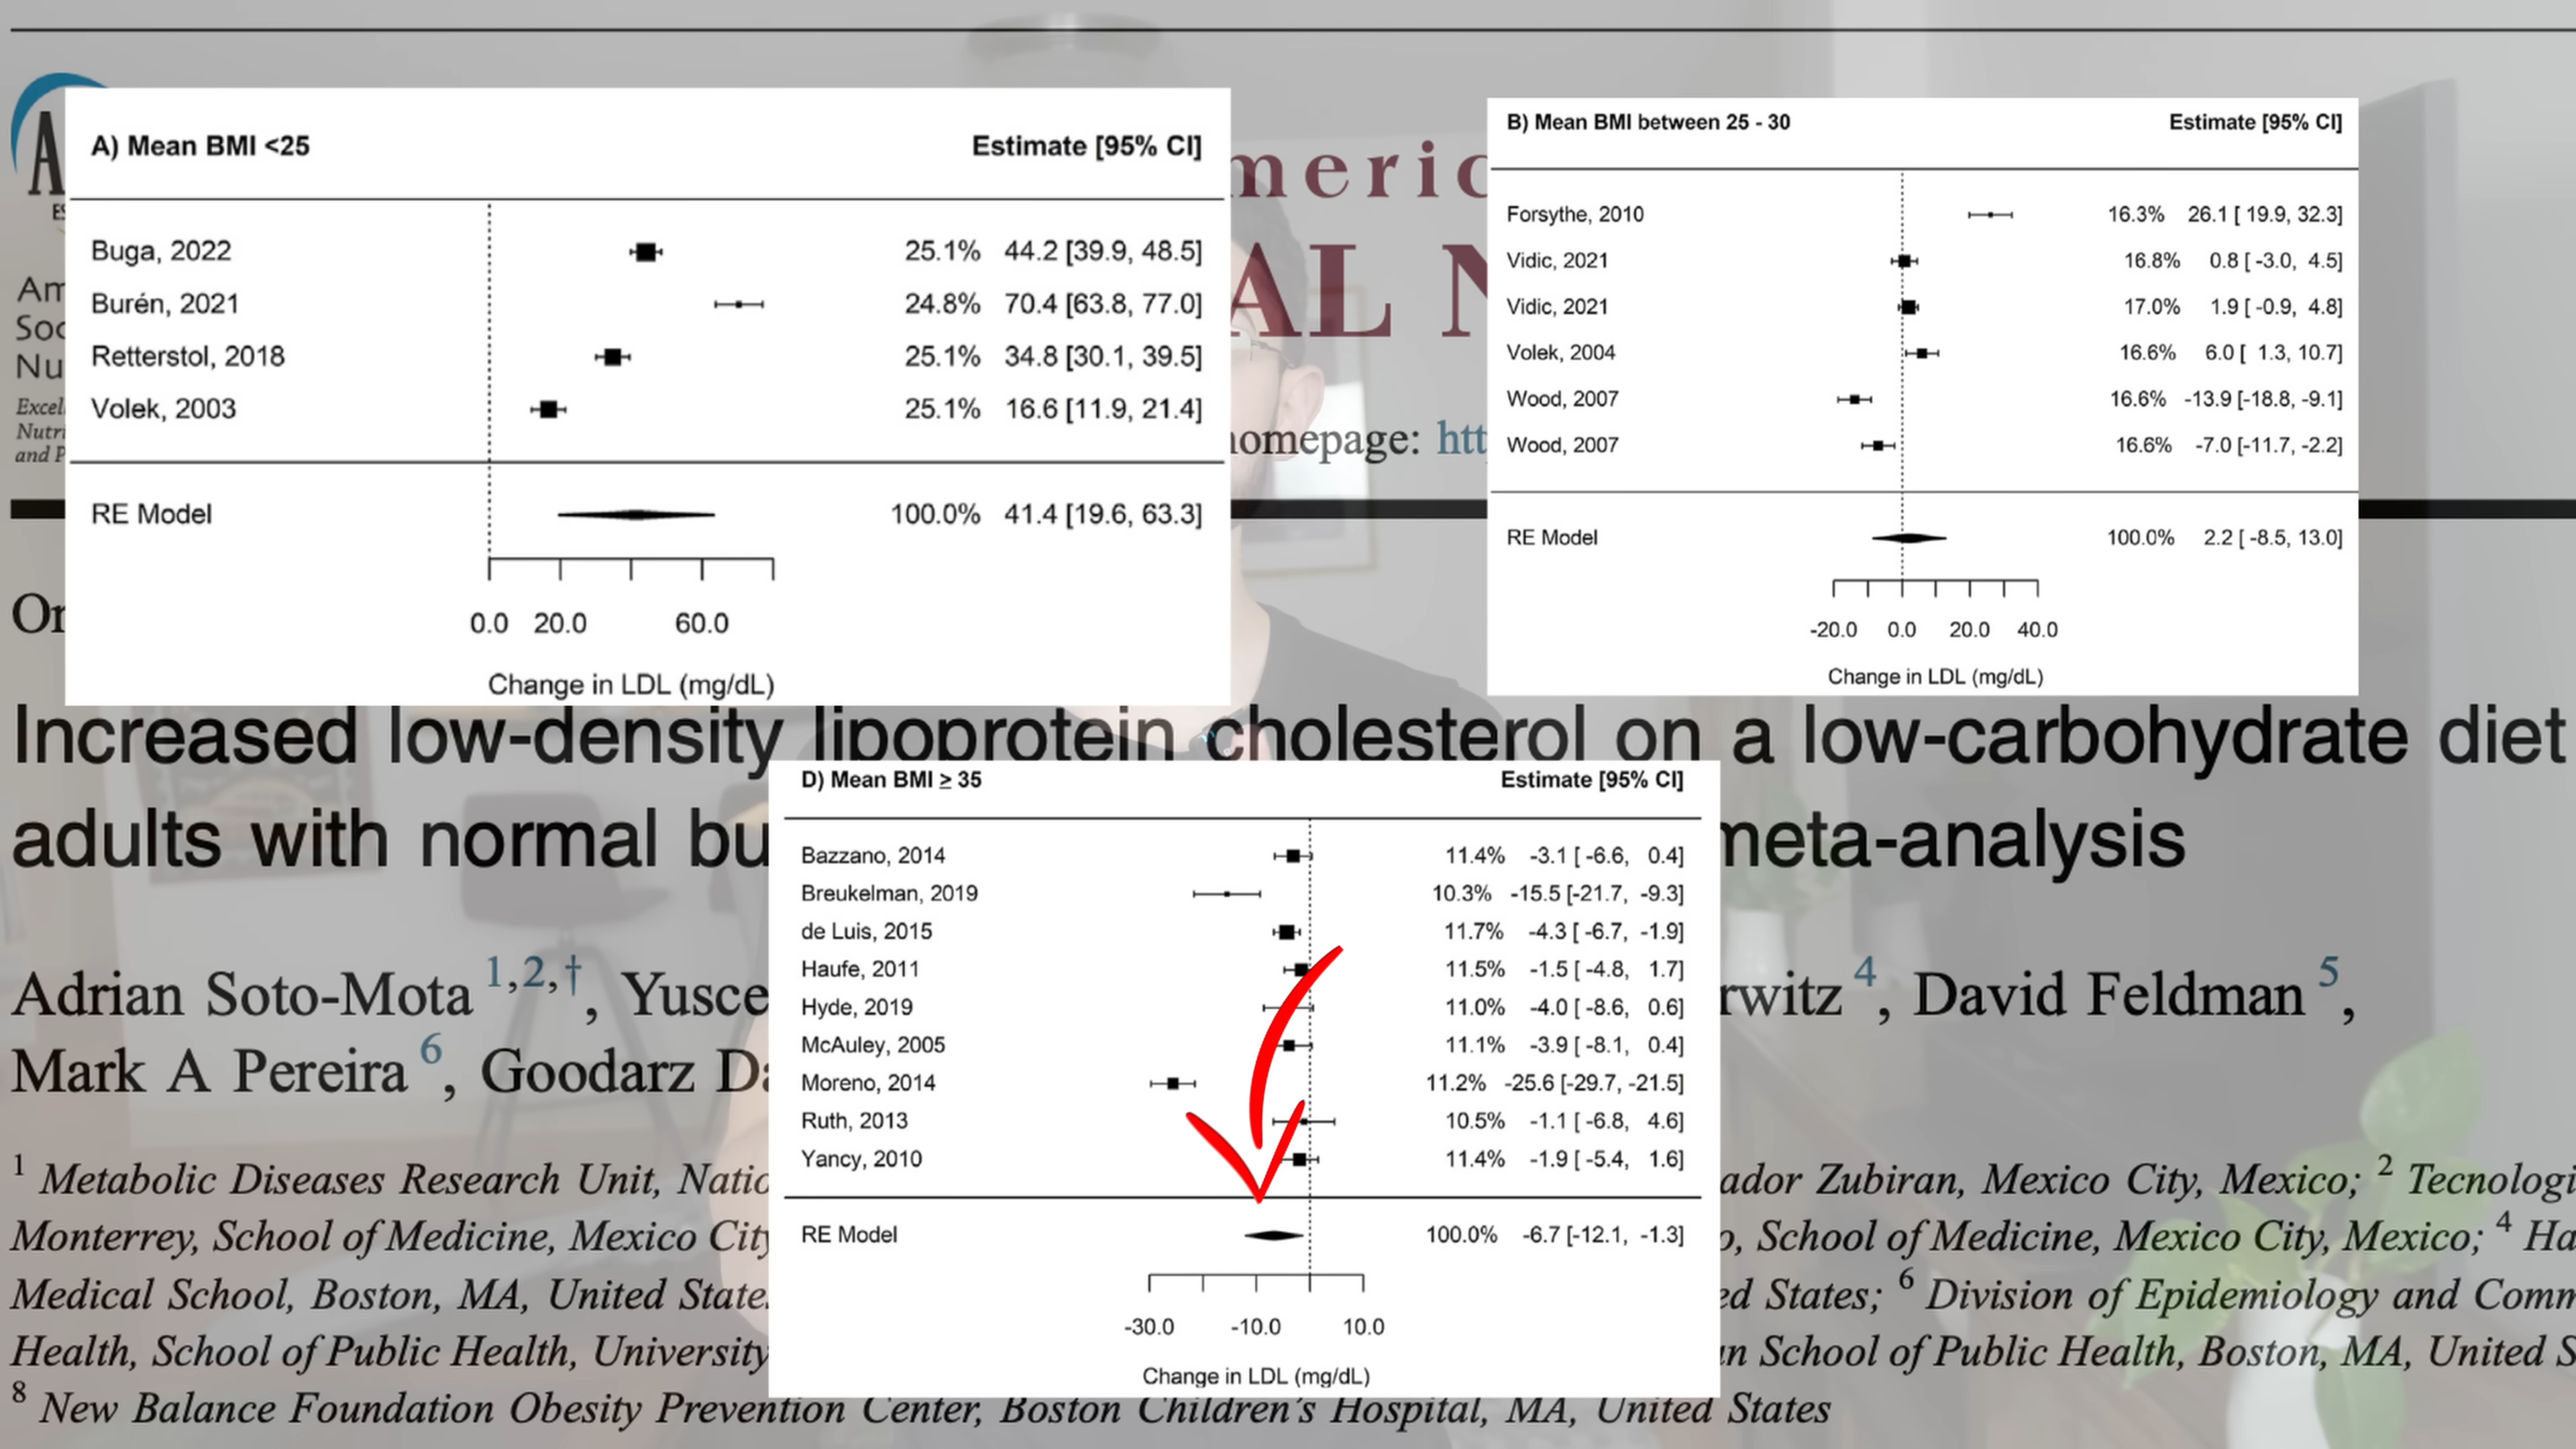 A) Mean BMI <25 Estimate [95% CI]
Buga, 2022 25.1% 44.2 [39.9, 48.5]
Burén, 2021 24.8% 70.4 [63.8, 77.0]
Retterstol, 2018 25.1% 34.8 [30.1, 39.5]
Volek, 2003 25.1% 16.6 [11.9, 21.4]
RE Model 100.0% 41.4 [19.6, 63.3]
0.0 20.0 60.0
Change in LDL (mg/dL)
B) Mean BMI between 25 - 30 Estimate [95% CI]
Forsythe, 2010 16.3% 26.1 [ 19.9, 32.3]
Vidic, 2021 16.8% 0.8 [ -3.0, 4.5]
Vidic, 2021 17.0% 1.9 [ -0.9, 4.8]
Volek, 2004 16.6% 6.0 [ 1.3, 10.7]
Wood, 2007 16.6% -13.9 [-18.8, -9.1]
Wood, 2007 16.6% -7.0 [-11.7, -2.2]
RE Model 100.0% 2.2 [ -8.5, 13.0]
-20.0 0.0 20.0 40.0
Change in LDL (mg/dL)
meric
AL N
omepage: htt
A
ES
Am
Soc
Nu
Excel
Nutri
and P
Or
Increased low-density lipoprotein cholesterol on a low-carbohydrate diet
adults with normal bu meta-analysis
D) Mean BMI ≥ 35 Estimate [95% CI]
Bazzano, 2014 11.4% -3.1 [ -6.6, 0.4]
Breukelman, 2019 10.3% -15.5 [-21.7, -9.3]
de Luis, 2015 11.7% -4.3 [ -6.7, -1.9]
Haufe, 2011 11.5% -1.5 [ -4.8, 1.7]
Hyde, 2019 11.0% -4.0 [ -8.6, 0.6]
McAuley, 2005 11.1% -3.9 [ -8.1, 0.4]
Moreno, 2014 11.2% -25.6 [-29.7, -21.5]
Ruth, 2013 10.5% -1.1 [ -6.8, 4.6]
Yancy, 2010 11.4% -1.9 [ -5.4, 1.6]
RE Model 100.0% -6.7 [-12.1, -1.3]
-30.0 -10.0 10.0
Change in LDL (mg/dL)
Adrian Soto-Mota 1,2,†, Yusce rwitz 4, David Feldman 5,
Mark A Pereira 6, Goodarz Da
1 Metabolic Diseases Research Unit, Natio ador Zubiran, Mexico City, Mexico; 2 Tecnologi
Monterrey, School of Medicine, Mexico City o, School of Medicine, Mexico City, Mexico; 4 Ha
Medical School, Boston, MA, United State ed States; 6 Division of Epidemiology and Comm
Health, School of Public Health, University n School of Public Health, Boston, MA, United S
8 New Balance Foundation Obesity Prevention Center, Boston Children's Hospital, MA, United States